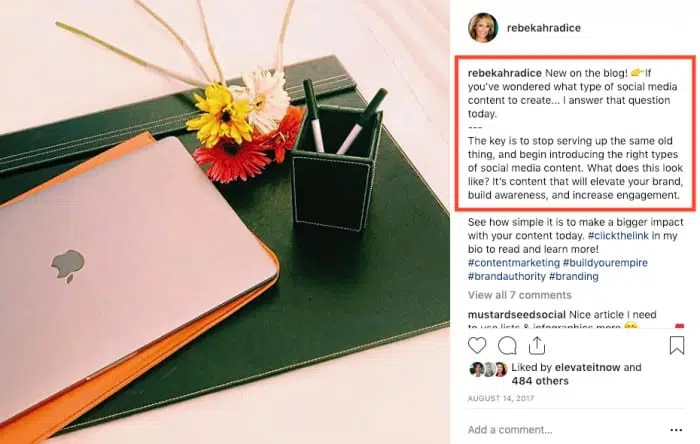 rebekahradice
rebekahradice New on the blog! 👉If
you've wondered what type of social media
content to create... I answer that question
today.
---
The key is to stop serving up the same old
thing, and begin introducing the right types
of social media content. What does this look
like? It's content that will elevate your brand,
build awareness, and increase engagement.
See how simple it is to make a bigger impact
with your content today. #clickthelink in my
bio to read and learn more!
#contentmarketing #buildyourempire
#brandauthority #branding
View all 7 comments
mustardseedsocial Nice article I need
to use lists & infographics more 😁
Liked by elevateitnow and
484 others
AUGUST 14, 2017
Add a comment...